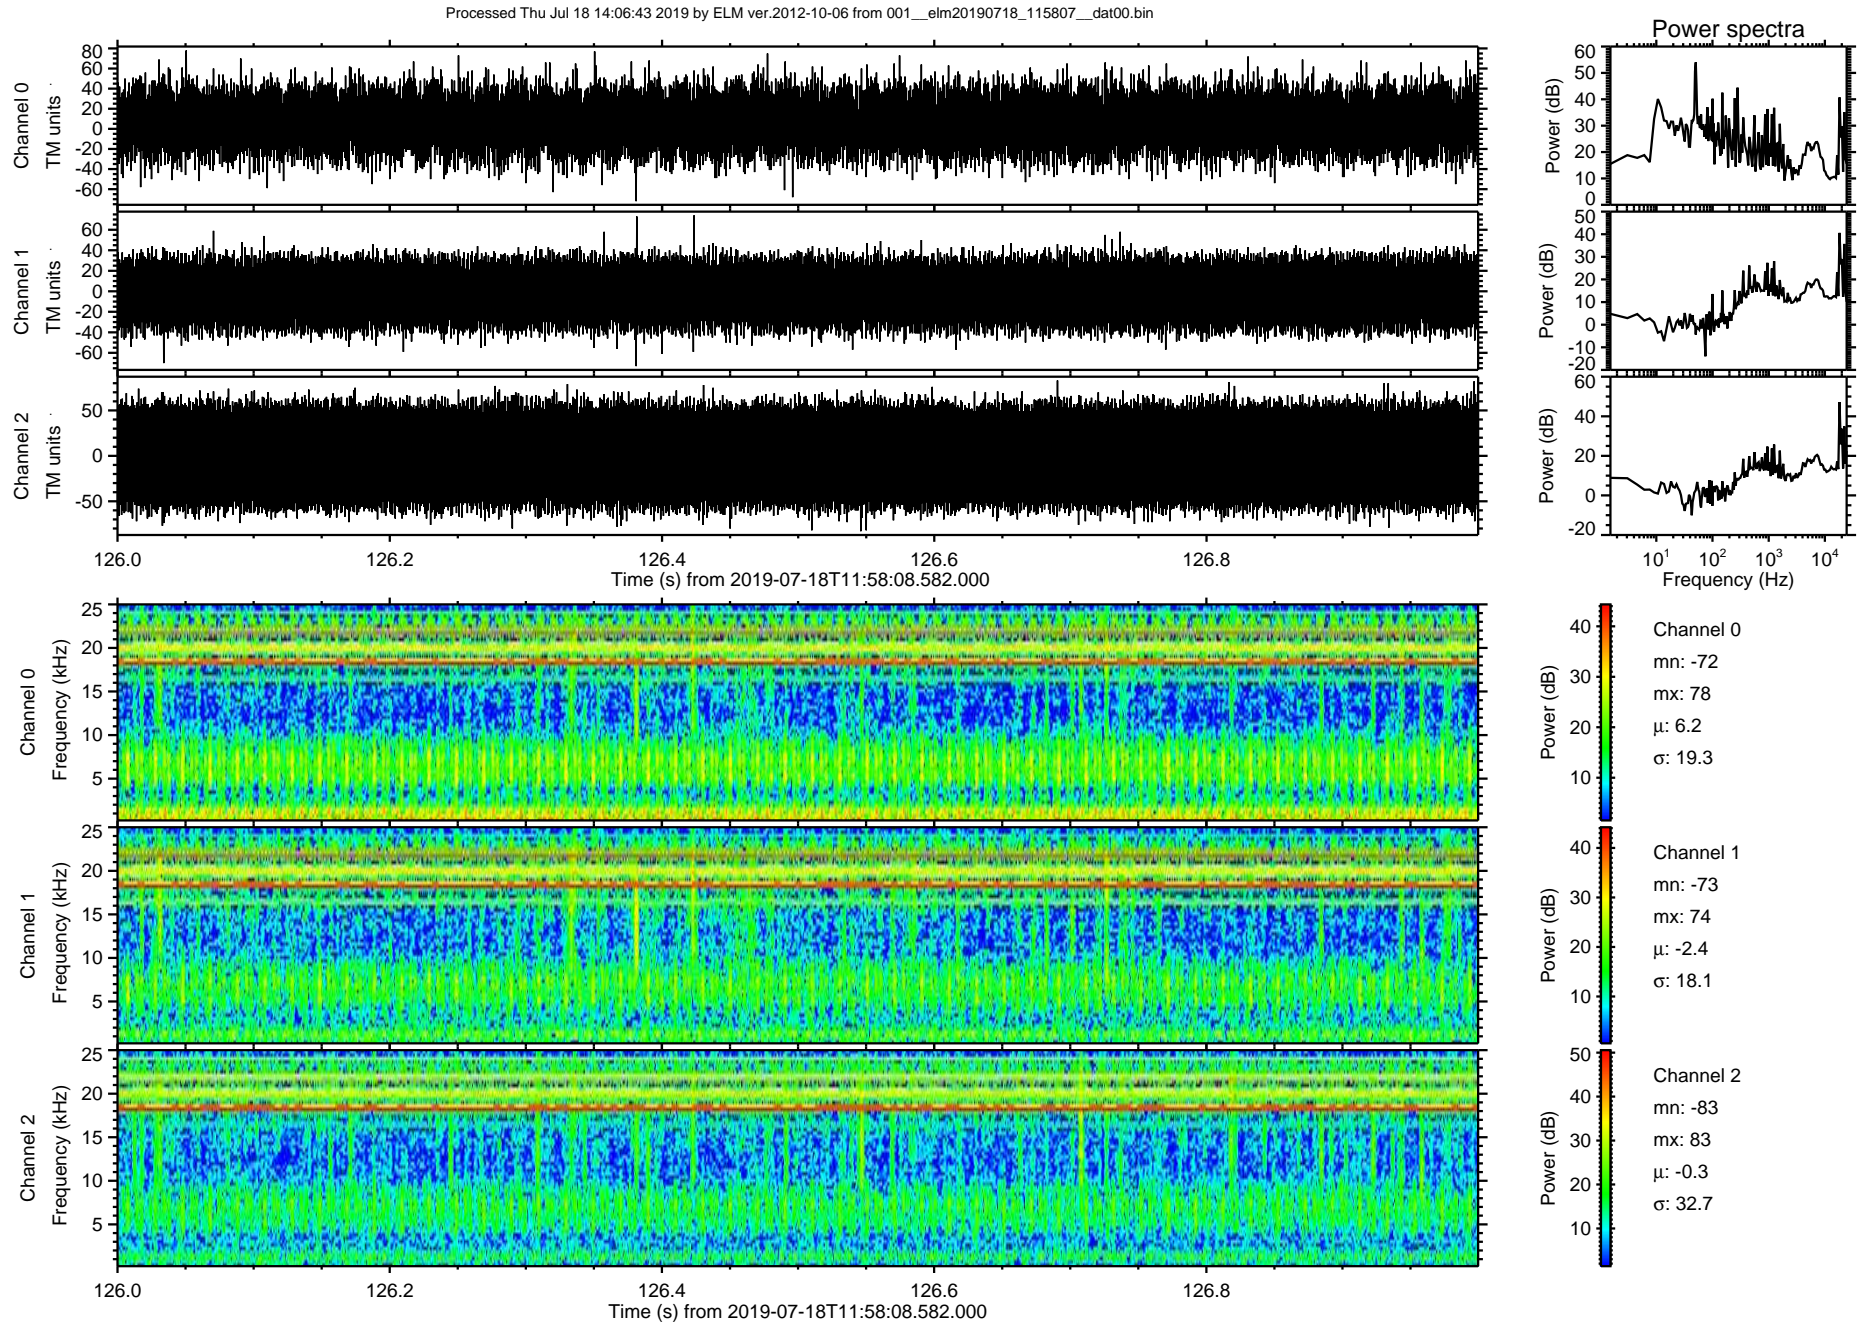 Processed Thu Jul 18 14:06:43 2019 by ELM ver.2012-10-06 from 001__elm20190718_115807__dat00.bin
Power spectra
Channel 0
TM units
80
60
40
20
0
-20
-40
-60
Power (dB)
60
50
40
30
20
10
0
Channel 1
TM units
60
40
20
0
-20
-40
-60
Power (dB)
50
40
30
20
10
0
-10
-20
Channel 2
TM units
50
0
-50
Power (dB)
60
40
20
0
-20
126.0 126.2 126.4 126.6 126.8
Time (s) from 2019-07-18T11:58:08.582.000
10^1 10^2 10^3 10^4
Frequency (Hz)
Channel 0
Frequency (kHz)
25
20
15
10
5
Power (dB)
40
30
20
10
Channel 0
mn: -72
mx: 78
μ: 6.2
σ: 19.3
Channel 1
Frequency (kHz)
25
20
15
10
5
Power (dB)
40
30
20
10
Channel 1
mn: -73
mx: 74
μ: -2.4
σ: 18.1
Channel 2
Frequency (kHz)
25
20
15
10
5
Power (dB)
50
40
30
20
10
Channel 2
mn: -83
mx: 83
μ: -0.3
σ: 32.7
126.0 126.2 126.4 126.6 126.8
Time (s) from 2019-07-18T11:58:08.582.000